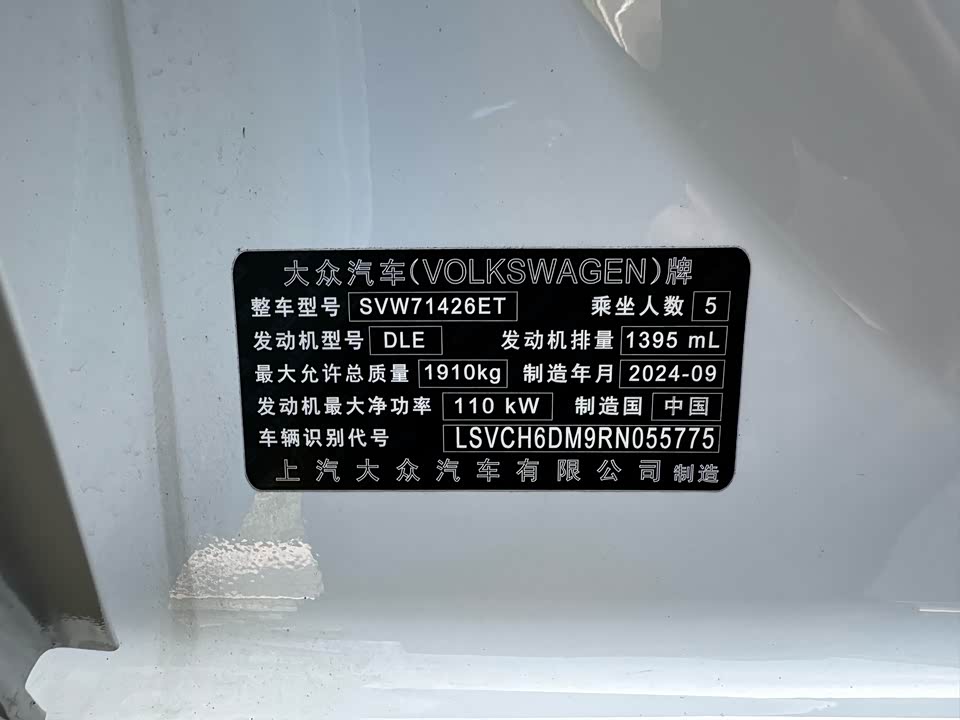 大众汽车(VOLKSWAGEN)牌
整车型号 SVW71426ET 乘坐人数 5
发动机型号 DLE 发动机排量 1395 mL
最大允许总质量 1910kg 制造年月 2024-09
发动机最大净功率 110 kW 制造国 中国
车辆识别代号 LSVCH6DM9RN055775
上汽大众汽车有限公司 制造